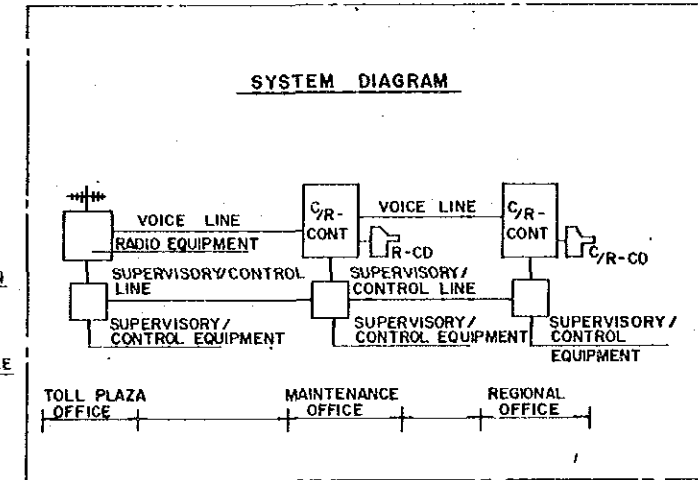 SYSTEM DIAGRAM
C/R-
CONT
VOICE LINE
RADIO EQUIPMENT
R-CD
VOICE LINE
C/R-
CONT
C/R-CD
SUPERVISORY/CONTROL
LINE
SUPERVISORY/
CONTROL LINE
SUPERVISORY/
CONTROL EQUIPMENT
SUPERVISORY/
CONTROL EQUIPMENT
SUPERVISORY/
CONTROL
EQUIPMENT
TOLL PLAZA
OFFICE
MAINTENANCE
OFFICE
REGIONAL
OFFICE